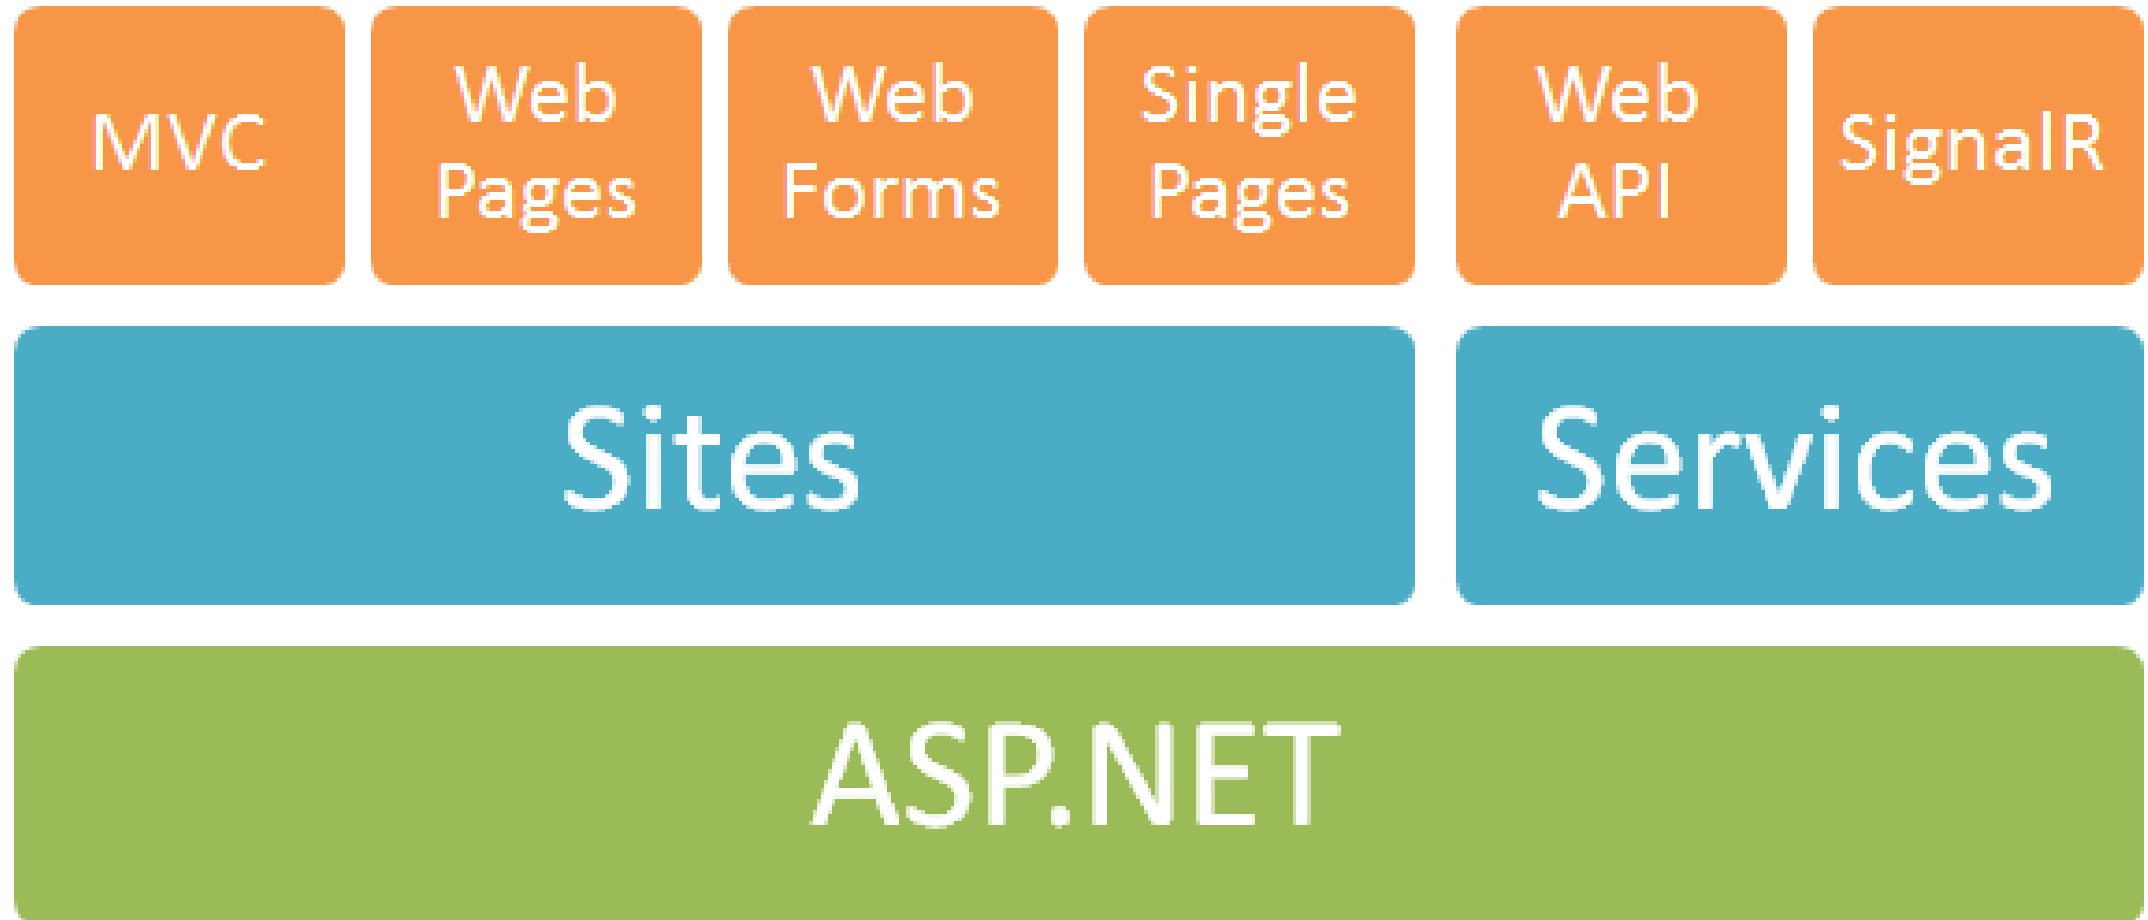 MVC
Web
Pages
Web
Forms
Single
Pages
Web
API
SignalR
Sites
Services
ASP.NET